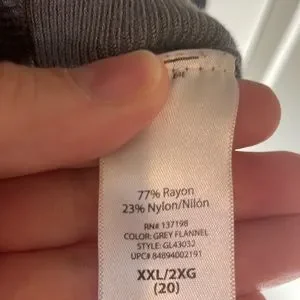 77% Rayon
23% Nylon/Nilón
RN# 137198
COLOR: GREY FLANNEL
STYLE: GL43032
UPC# 84894002191
XXL/2XG
(20)